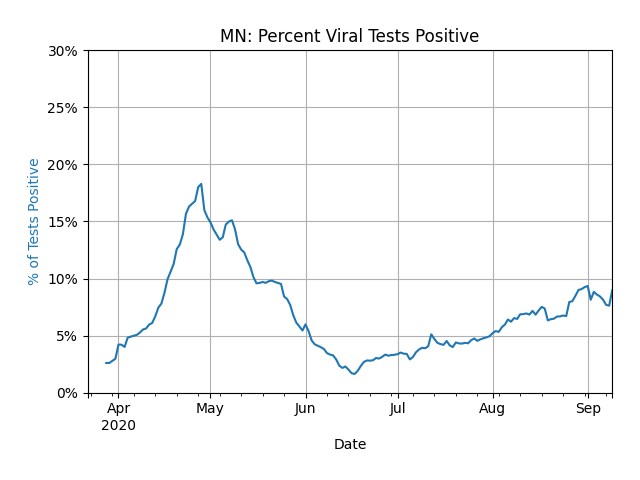 MN: Percent Viral Tests Positive
30%
25%
20%
15%
10%
5%
0%
% of Tests Positive
Apr May Jun Jul Aug Sep
2020
Date